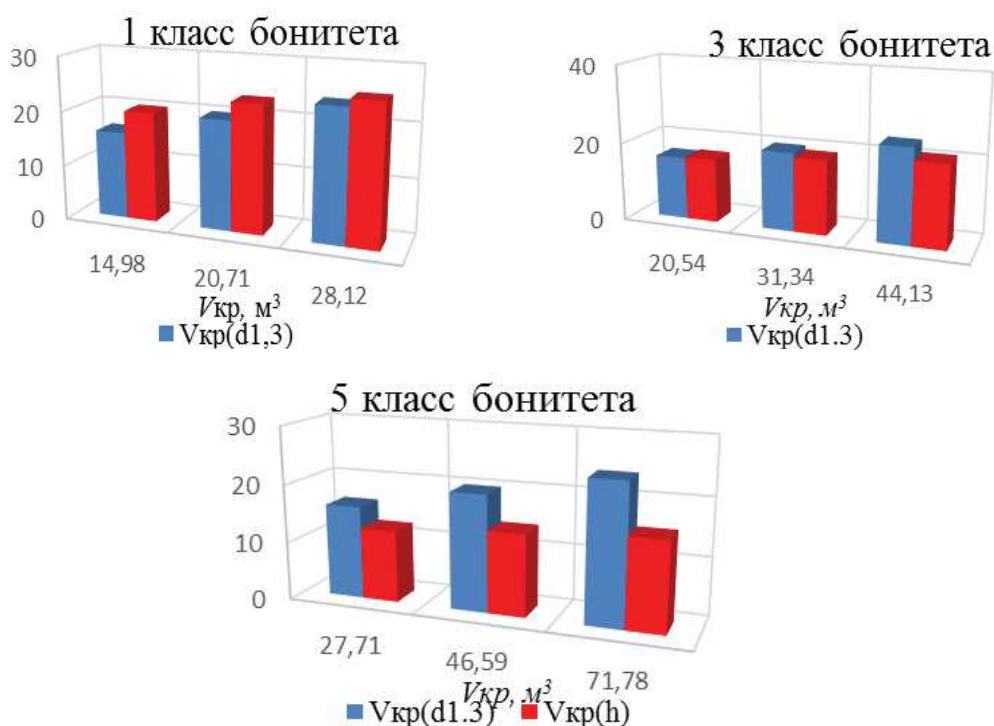 1 класс бонитета
30
20
10
0
14,98
20,71
28,12
Vкр, м³
Vкр(d1,3)
3 класс бонитета
40
20
0
20,54
31,34
44,13
Vкр, м³
Vкр(d1.3)
5 класс бонитета
30
20
10
0
27,71
46,59
71,78
Vкр, м³
Vкр(d1.3) Vкр(h)